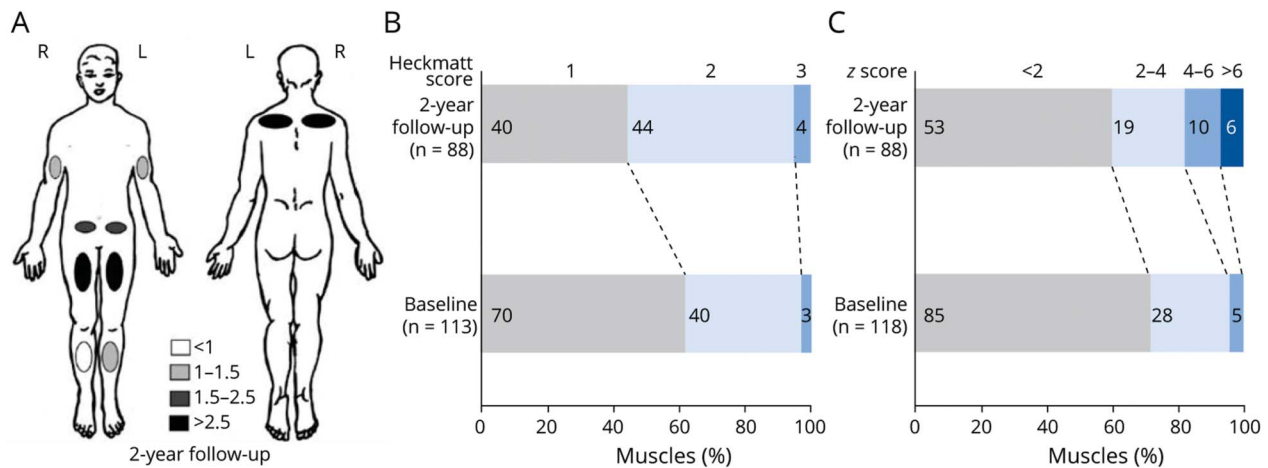 A
R
L
L
R
<1
1–1.5
1.5–2.5
>2.5
2-year follow-up
B
Heckmatt
score
1
2
3
2-year
follow-up
(n = 88)
40
44
4
Baseline
(n = 113)
70
40
3
0
20
40
60
80
100
Muscles (%)
C
z score
<2
2–4
4–6
>6
2-year
follow-up
(n = 88)
53
19
10
6
Baseline
(n = 118)
85
28
5
0
20
40
60
80
100
Muscles (%)